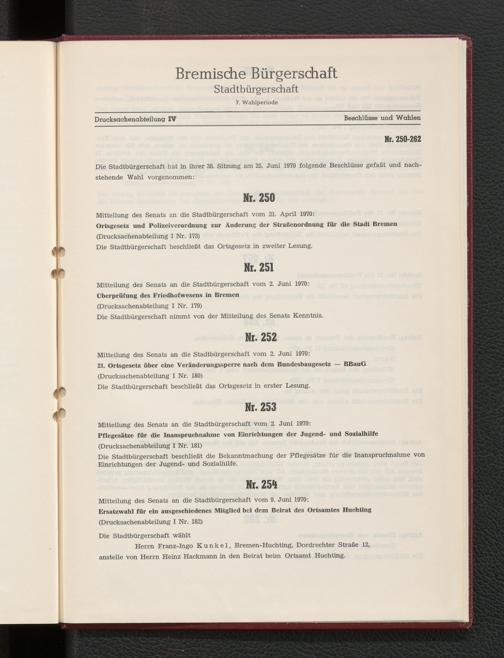 Bremische Bürgerschaft
Stadtbürgerschaft
7. Wahlperiode
Drucksachenabteilung IV Beschlüsse und Wahlen
Nr. 250-262
Die Stadtbürgerschaft hat in ihrer 38. Sitzung am 25. Juni 1970 folgende Beschlüsse gefaßt und nach-
stehende Wahl vorgenommen:
Nr. 250
Mitteilung des Senats an die Stadtbürgerschaft vom 21. April 1970:
Ortsgesetz und Polizeiverordnung zur Änderung der Straßenordnung für die Stadt Bremen
(Drucksachenabteilung I Nr. 173)
Die Stadtbürgerschaft beschließt das Ortsgesetz in zweiter Lesung.
Nr. 251
Mitteilung des Senats an die Stadtbürgerschaft vom 2. Juni 1970:
Überprüfung des Friedhofwesens in Bremen
(Drucksachenabteilung I Nr. 179)
Die Stadtbürgerschaft nimmt von der Mitteilung des Senats Kenntnis.
Nr. 252
Mitteilung des Senats an die Stadtbürgerschaft vom 2. Juni 1970:
21. Ortsgesetz über eine Veränderungssperre nach dem Bundesbaugesetz — BBauG
(Drucksachenabteilung I Nr. 180)
Die Stadtbürgerschaft beschließt das Ortsgesetz in erster Lesung.
Nr. 253
Mitteilung des Senats an die Stadtbürgerschaft vom 2. Juni 1970:
Pflegesätze für die Inanspruchnahme von Einrichtungen der Jugend- und Sozialhilfe
(Drucksachenabteilung I Nr. 181)
Die Stadtbürgerschaft beschließt die Bekanntmachung der Pflegesätze für die Inanspruchnahme von
Einrichtungen der Jugend- und Sozialhilfe.
Nr. 254
Mitteilung des Senats an die Stadtbürgerschaft vom 9. Juni 1970:
Ersatzwahl für ein ausgeschiedenes Mitglied bei dem Beirat des Ortsamtes Huchting
(Drucksachenabteilung I Nr. 182)
Die Stadtbürgerschaft wählt
Herrn Franz-Ingo Kunkel, Bremen-Huchting, Dordrechter Straße 13,
anstelle von Herrn Heinz Hackmann in den Beirat beim Ortsamt Huchting.